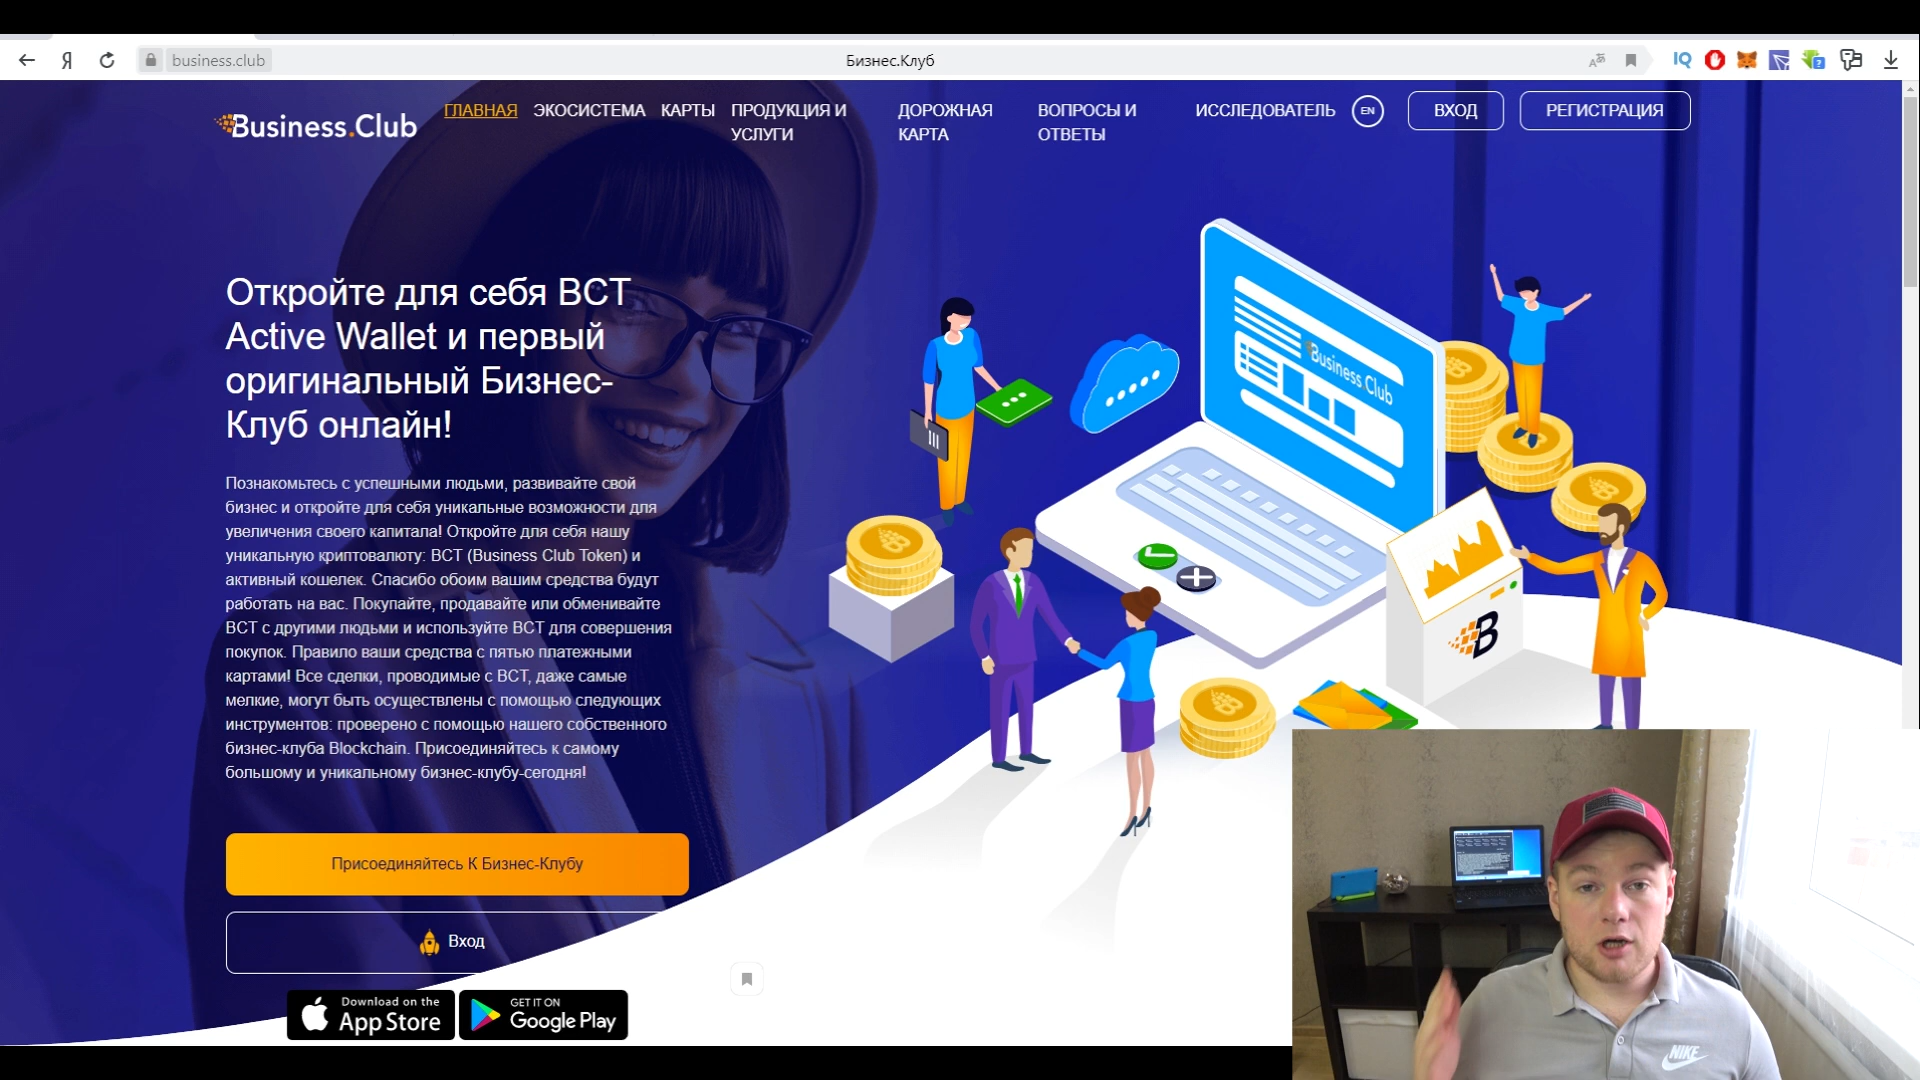 business.club
Бизнес.Клуб
Business.Club
ГЛАВНАЯ
ЭКОСИСТЕМА
КАРТЫ
ПРОДУКЦИЯ И
УСЛУГИ
ДОРОЖНАЯ
КАРТА
ВОПРОСЫ И
ОТВЕТЫ
ИССЛЕДОВАТЕЛЬ
EN
ВХОД
РЕГИСТРАЦИЯ
Откройте для себя BCT
Active Wallet и первый
оригинальный Бизнес-
Клуб онлайн!
Познакомьтесь с успешными людьми, развивайте свой
бизнес и откройте для себя уникальные возможности для
увеличения своего капитала! Откройте для себя нашу
уникальную криптовалюту: BCT (Business Club Token) и
активный кошелек. Спасибо обоим вашим средства будут
работать на вас. Покупайте, продавайте или обменивайте
BCT с другими людьми и используйте BCT для совершения
покупок. Правило ваши средства с пятью платежными
картами! Все сделки, проводимые с BCT, даже самые
мелкие, могут быть осуществлены с помощью следующих
инструментов: проверено с помощью нашего собственного
бизнес-клуба Blockchain. Присоединяйтесь к самому
большому и уникальному бизнес-клубу-сегодня!
Присоединяйтесь К Бизнес-Клубу
Вход
Download on the
App Store
GET IT ON
Google Play
Business.Club
B
IQ
Я
NIKE